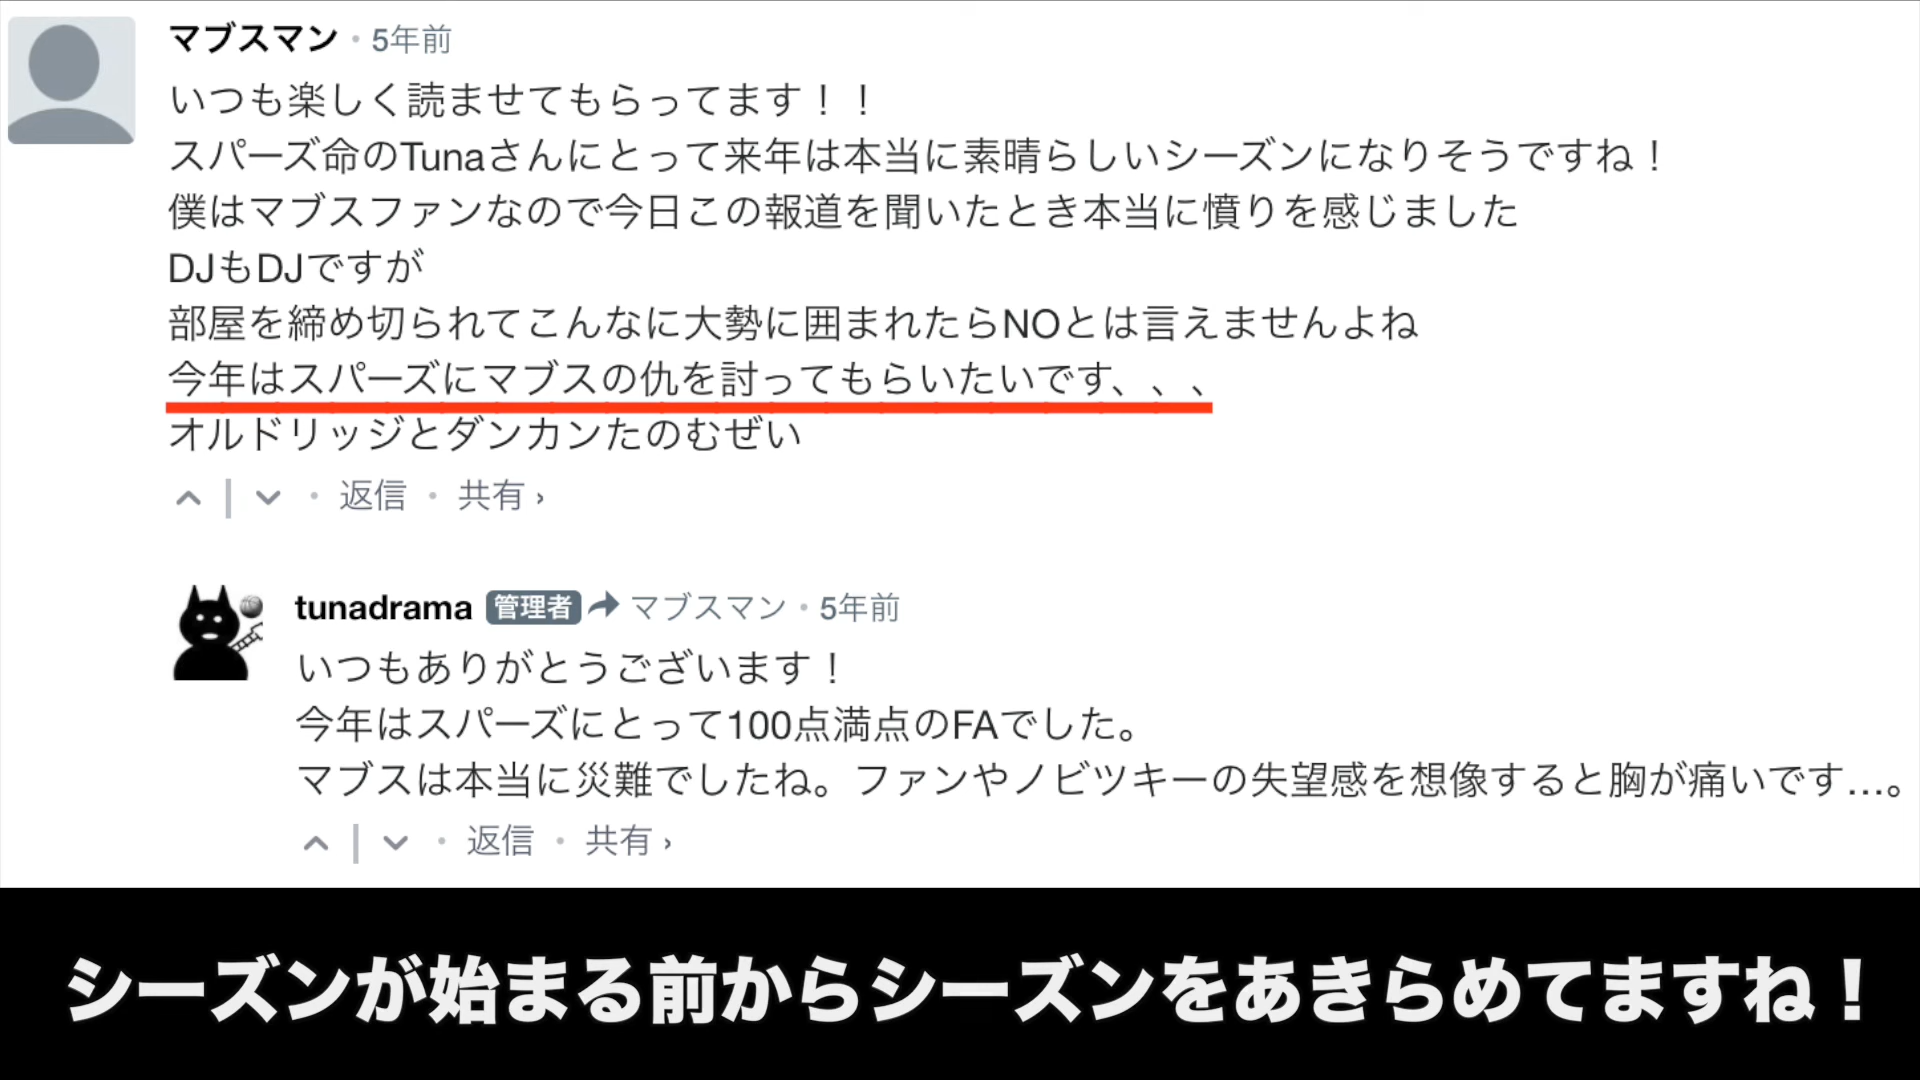 マブスマン • 5年前
いつも楽しく読ませてもらってます！！
スパーズ命のTunaさんにとって来年は本当に素晴らしいシーズンになりそうですね！
僕はマブスファンなので今日この報道を聞いたとき本当に憤りを感じました
DJもDJですが
部屋を締め切られてこんなに大勢に囲まれたらNOとは言えませんよね
今年はスパーズにマブスの仇を討ってもらいたいです、、、
オルドリッジとダンカンたのむぜい
• 返信 • 共有 ›
tunadrama 管理者 マブスマン • 5年前
いつもありがとうございます！
今年はスパーズにとって100点満点のFAでした。
マブスは本当に災難でしたね。ファンやノビツキーの失望感を想像すると胸が痛いです…。
• 返信 • 共有 ›
シーズンが始まる前からシーズンをあきらめてますね！